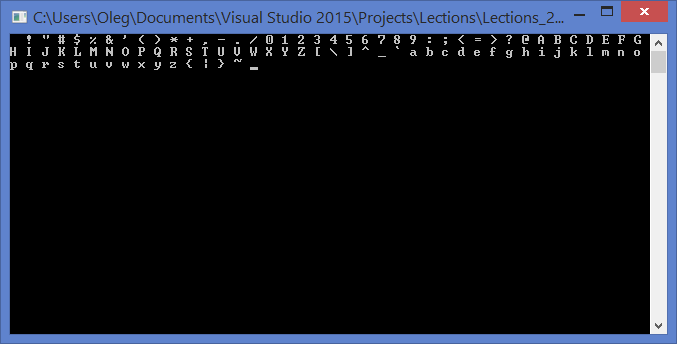 C:\Users\Oleg\Documents\Visual Studio 2015\Projects\Lections\Lections_2...
! " # $ % & ' ( ) * + , - . / 0 1 2 3 4 5 6 7 8 9 : ; < = > ? @ A B C D E F G
H I J K L M N O P Q R S T U V W X Y Z [ \ ] ^ _ ` a b c d e f g h i j k l m n o
p q r s t u v w x y z { | } ~